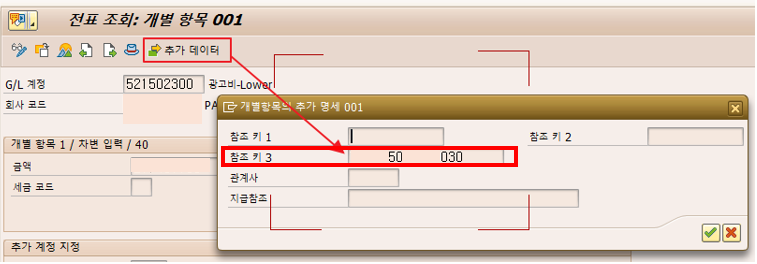 전표 조회: 개별 항목 001
추가 데이터
G/L 계정 521502300 광고비-Lower
회사 코드 PA
개별항목의 추가 명세 001
참조 키 1 참조 키 2
참조 키 3 50 030
관계사
지급참조
개별 항목 1 / 차변 입력 / 40
금액
세금 코드
추가 계정 지정